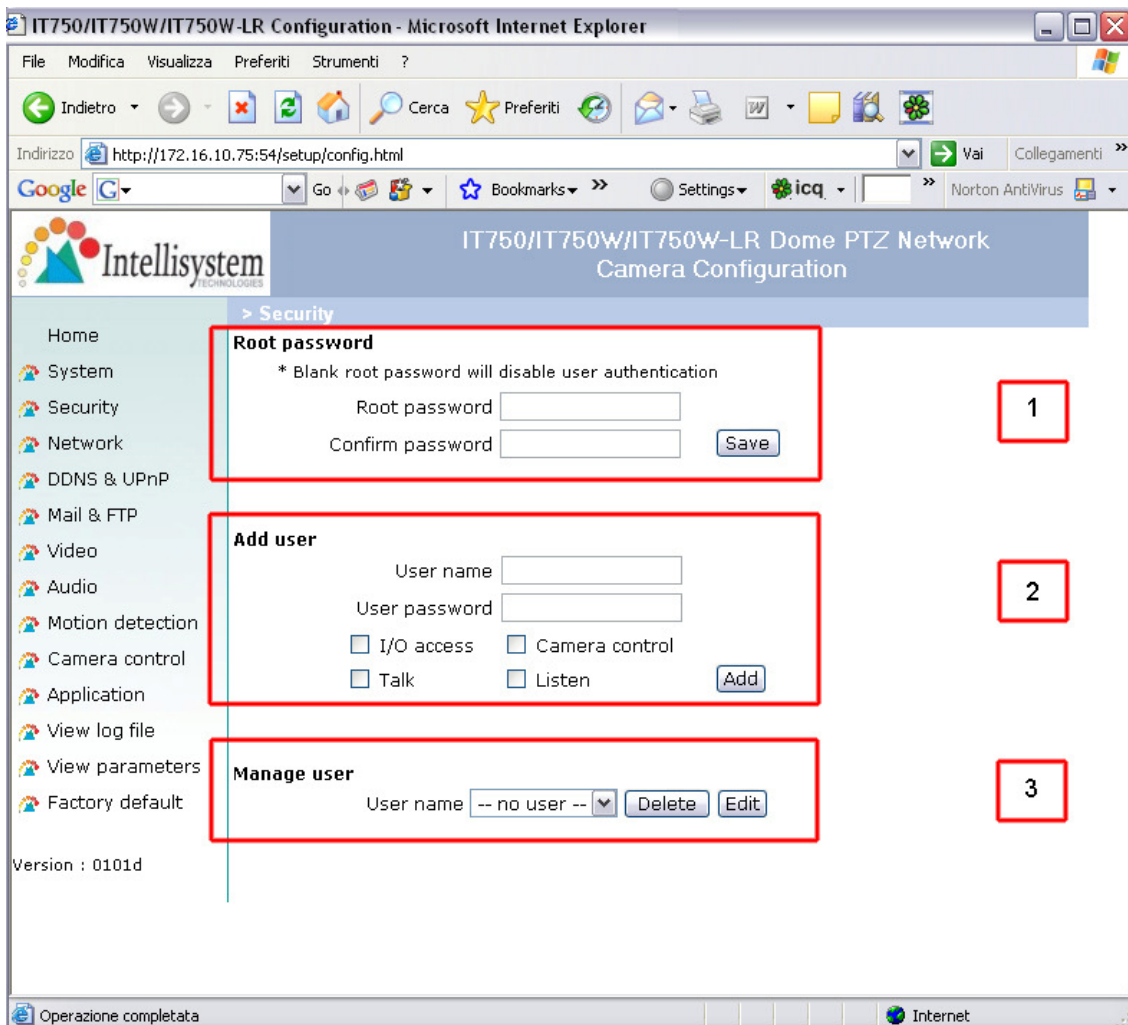 IT750/IT750W/IT750W-LR Configuration - Microsoft Internet Explorer
File Modifica Visualizza Preferiti Strumenti ?
Indietro Cerca Preferiti W
Indirizzo http://172.16.10.75:54/setup/config.html Vai Collegamenti »
Google G Go Bookmarks » Settings icq » Norton AntiVirus
Intellisystem
TECHNOLOGIES
IT750/IT750W/IT750W-LR Dome PTZ Network
Camera Configuration
> Security
Home
System
Security
Network
DDNS & UPnP
Mail & FTP
Video
Audio
Motion detection
Camera control
Application
View log file
View parameters
Factory default
Version : 0101d
Root password
* Blank root password will disable user authentication
Root password
Confirm password Save
1
Add user
User name
User password
I/O access Camera control
Talk Listen Add
2
Manage user
User name -- no user -- Delete Edit
3
Operazione completata Internet